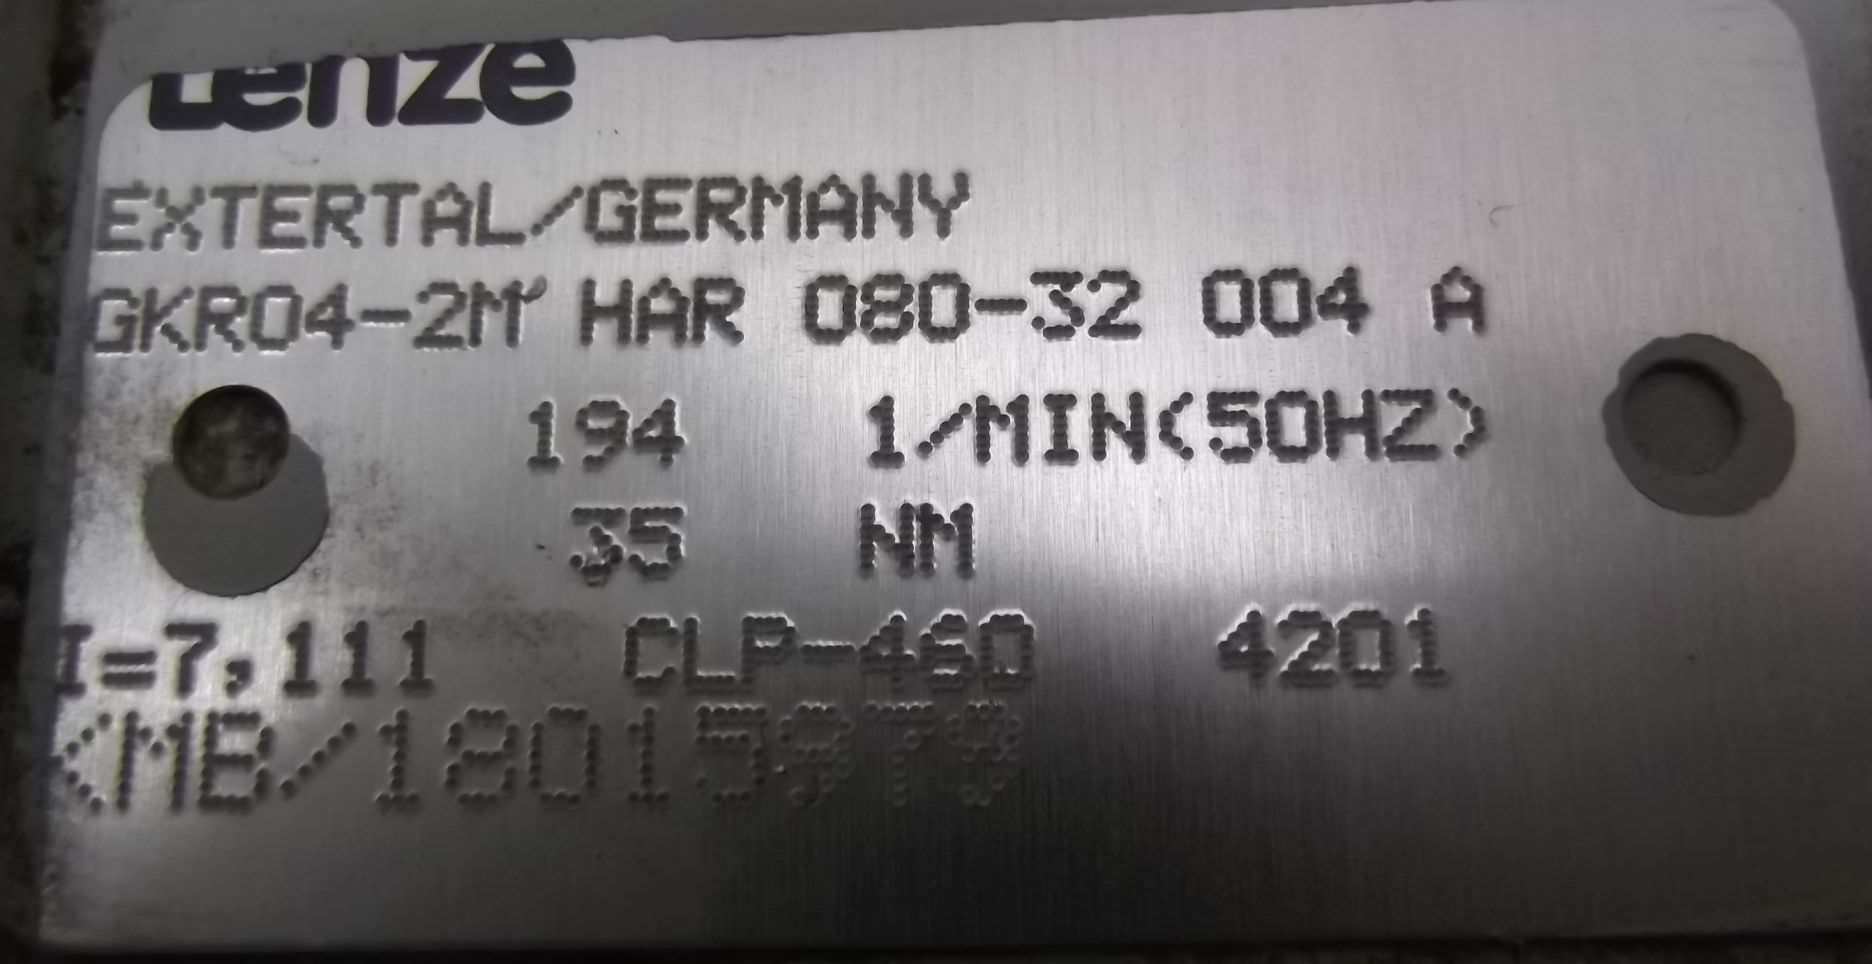 Lenze
EXTERTAL/GERMANY
GKR04-2M HAR 080-32 004 A
194 1/MIN(50HZ)
35 NM
I=7,111 CLP-460 4201